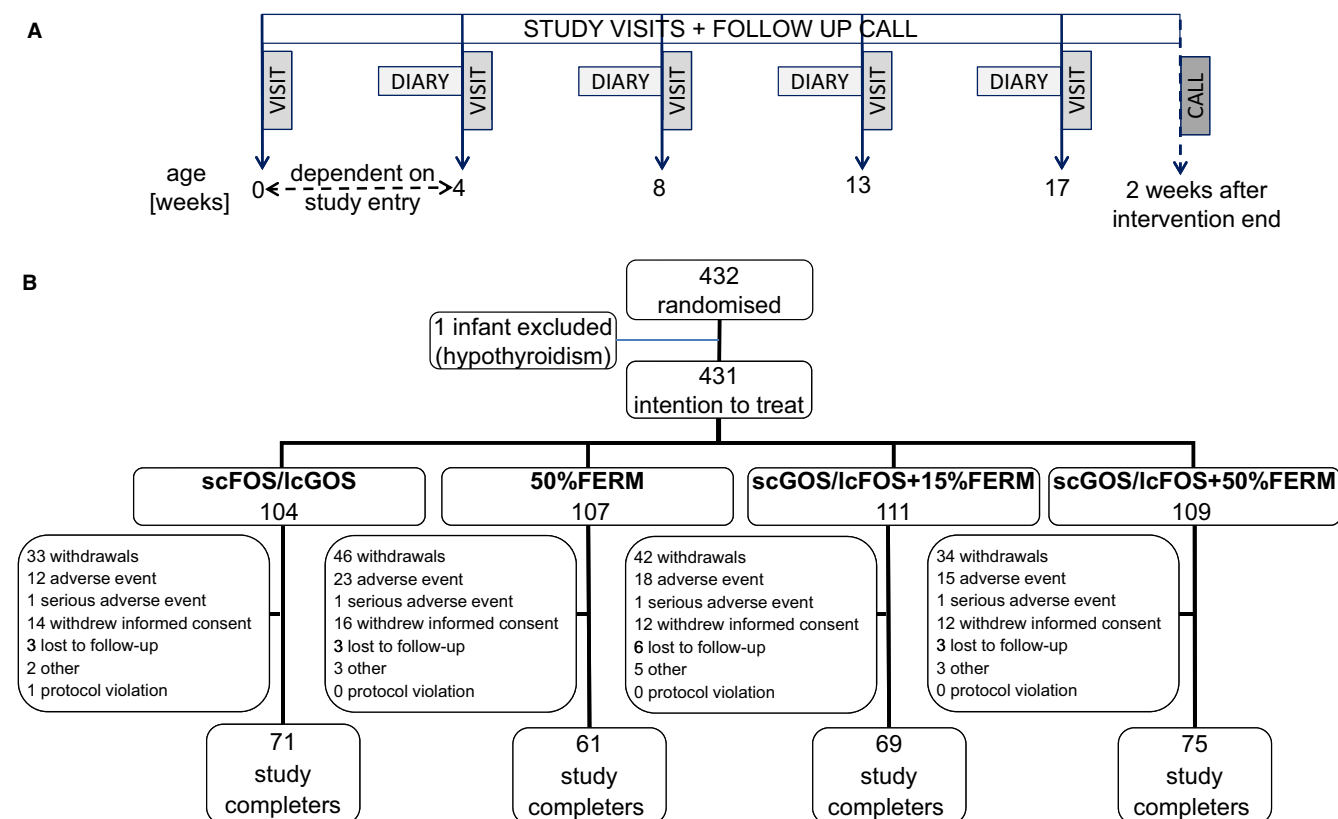 A
STUDY VISITS + FOLLOW UP CALL
VISIT
DIARY
VISIT
DIARY
VISIT
DIARY
VISIT
DIARY
VISIT
CALL
age
[weeks]
0
dependent on
study entry
4
8
13
17
2 weeks after
intervention end
B
432
randomised
1 infant excluded
(hypothyroidism)
431
intention to treat
scFOS/lcGOS
104
50%FERM
107
scGOS/lcFOS+15%FERM
111
scGOS/lcFOS+50%FERM
109
33 withdrawals
12 adverse event
1 serious adverse event
14 withdrew informed consent
3 lost to follow-up
2 other
1 protocol violation
46 withdrawals
23 adverse event
1 serious adverse event
16 withdrew informed consent
3 lost to follow-up
3 other
0 protocol violation
42 withdrawals
18 adverse event
1 serious adverse event
12 withdrew informed consent
6 lost to follow-up
5 other
0 protocol violation
34 withdrawals
15 adverse event
1 serious adverse event
12 withdrew informed consent
3 lost to follow-up
3 other
0 protocol violation
71
study
completers
61
study
completers
69
study
completers
75
study
completers